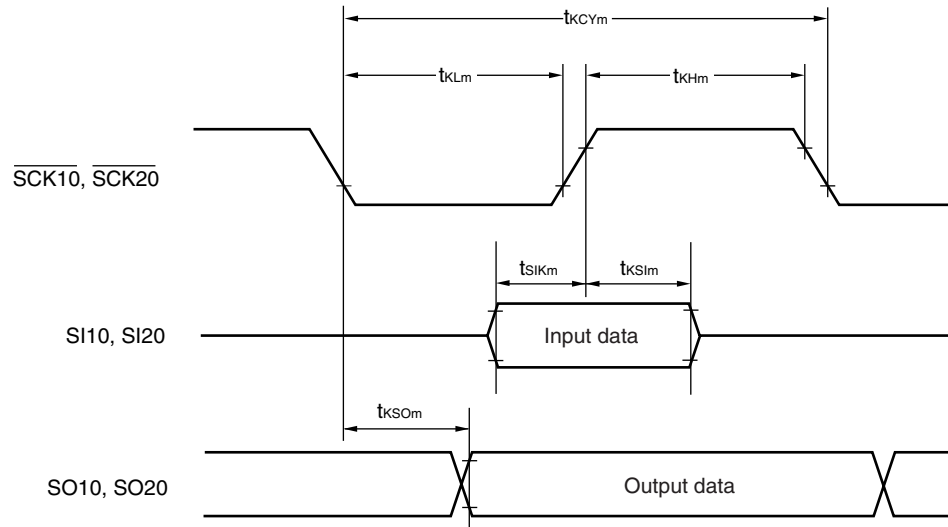 tKCYm
tKLm
tKHm
SCK10, SCK20
tSIKm
tKSIm
SI10, SI20
Input data
tKSOm
SO10, SO20
Output data